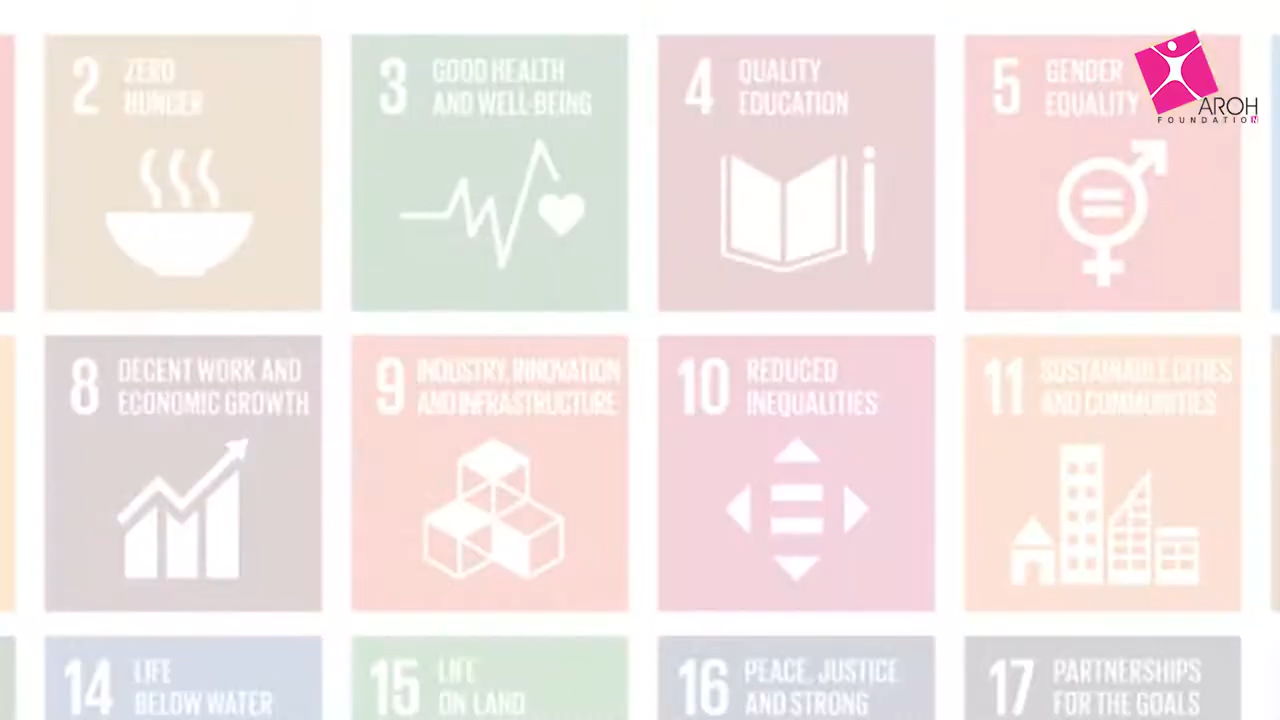 2 ZERO
HUNGER
3 GOOD HEALTH
AND WELL-BEING
4 QUALITY
EDUCATION
5 GENDER
EQUALITY
AROH
FOUNDATION
8 DECENT WORK AND
ECONOMIC GROWTH
9 INDUSTRY, INNOVATION
AND INFRASTRUCTURE
10 REDUCED
INEQUALITIES
11 SUSTAINABLE CITIES
AND COMMUNITIES
14 LIFE
BELOW WATER
15 LIFE
ON LAND
16 PEACE, JUSTICE
AND STRONG
17 PARTNERSHIPS
FOR THE GOALS